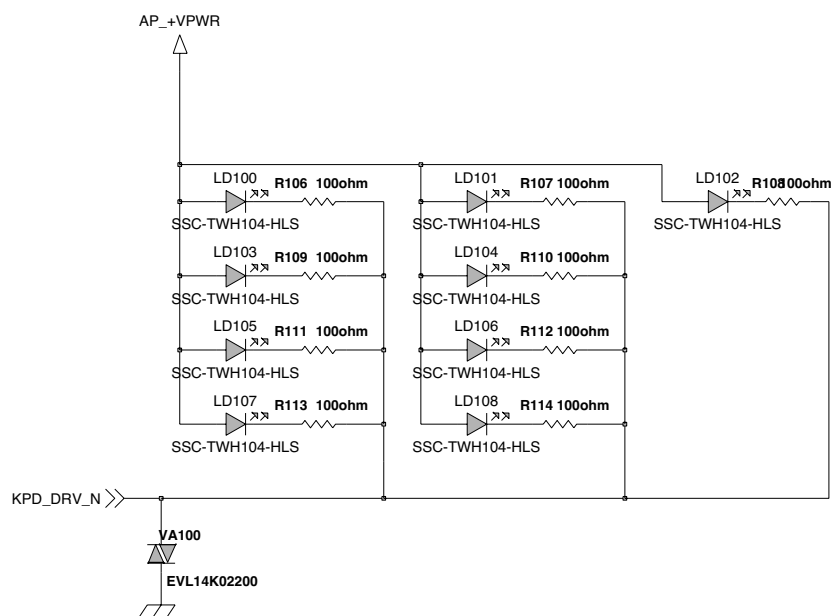 AP_+VPWR
LD100 R106 100ohm
SSC-TWH104-HLS
LD101 R107 100ohm
SSC-TWH104-HLS
LD102 R108 100ohm
SSC-TWH104-HLS
LD103 R109 100ohm
SSC-TWH104-HLS
LD104 R110 100ohm
SSC-TWH104-HLS
LD105 R111 100ohm
SSC-TWH104-HLS
LD106 R112 100ohm
SSC-TWH104-HLS
LD107 R113 100ohm
SSC-TWH104-HLS
LD108 R114 100ohm
SSC-TWH104-HLS
KPD_DRV_N
VA100
EVL14K02200